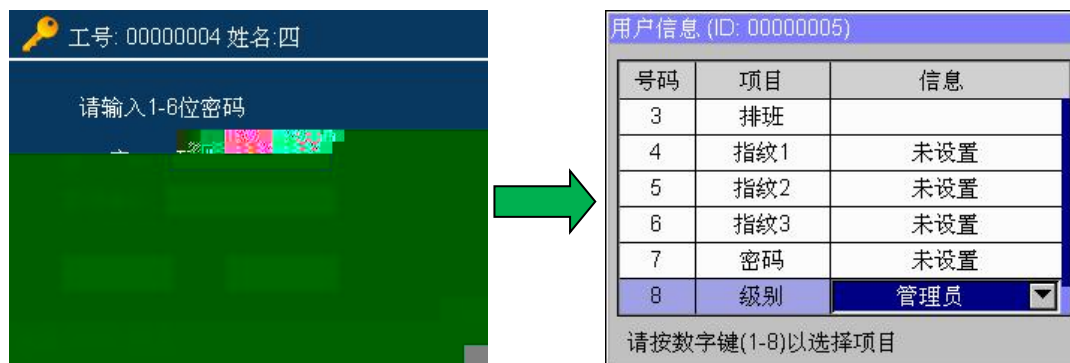 工号: 00000004 姓名:四
请输入1-6位密码
用户信息 (ID: 00000005)
号码 项目 信息
3 排班
4 指纹1 未设置
5 指纹2 未设置
6 指纹3 未设置
7 密码 未设置
8 级别 管理员
请按数字键(1-8)以选择项目